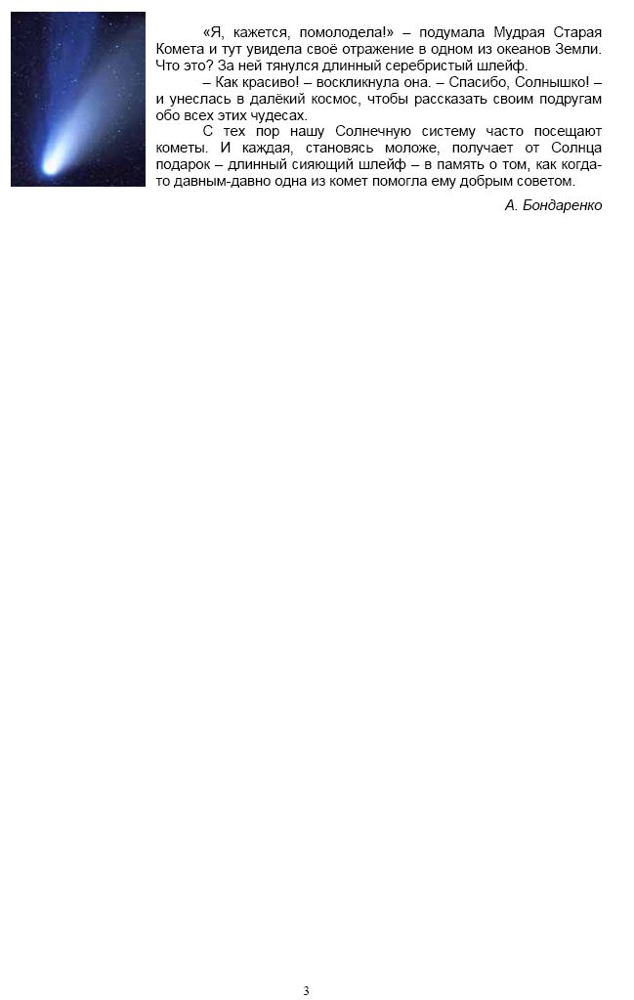 «Я, кажется, помолодела!» – подумала Мудрая Старая
Комета и тут увидела своё отражение в одном из океанов Земли.
Что это? За ней тянулся длинный серебристый шлейф.
– Как красиво! – воскликнула она. – Спасибо, Солнышко! –
и унеслась в далёкий космос, чтобы рассказать своим подругам
обо всех этих чудесах.
С тех пор нашу Солнечную систему часто посещают
кометы. И каждая, становясь моложе, получает от Солнца
подарок – длинный сияющий шлейф – в память о том, как когда-
то давным-давно одна из комет помогла ему добрым советом.
А. Бондаренко
3